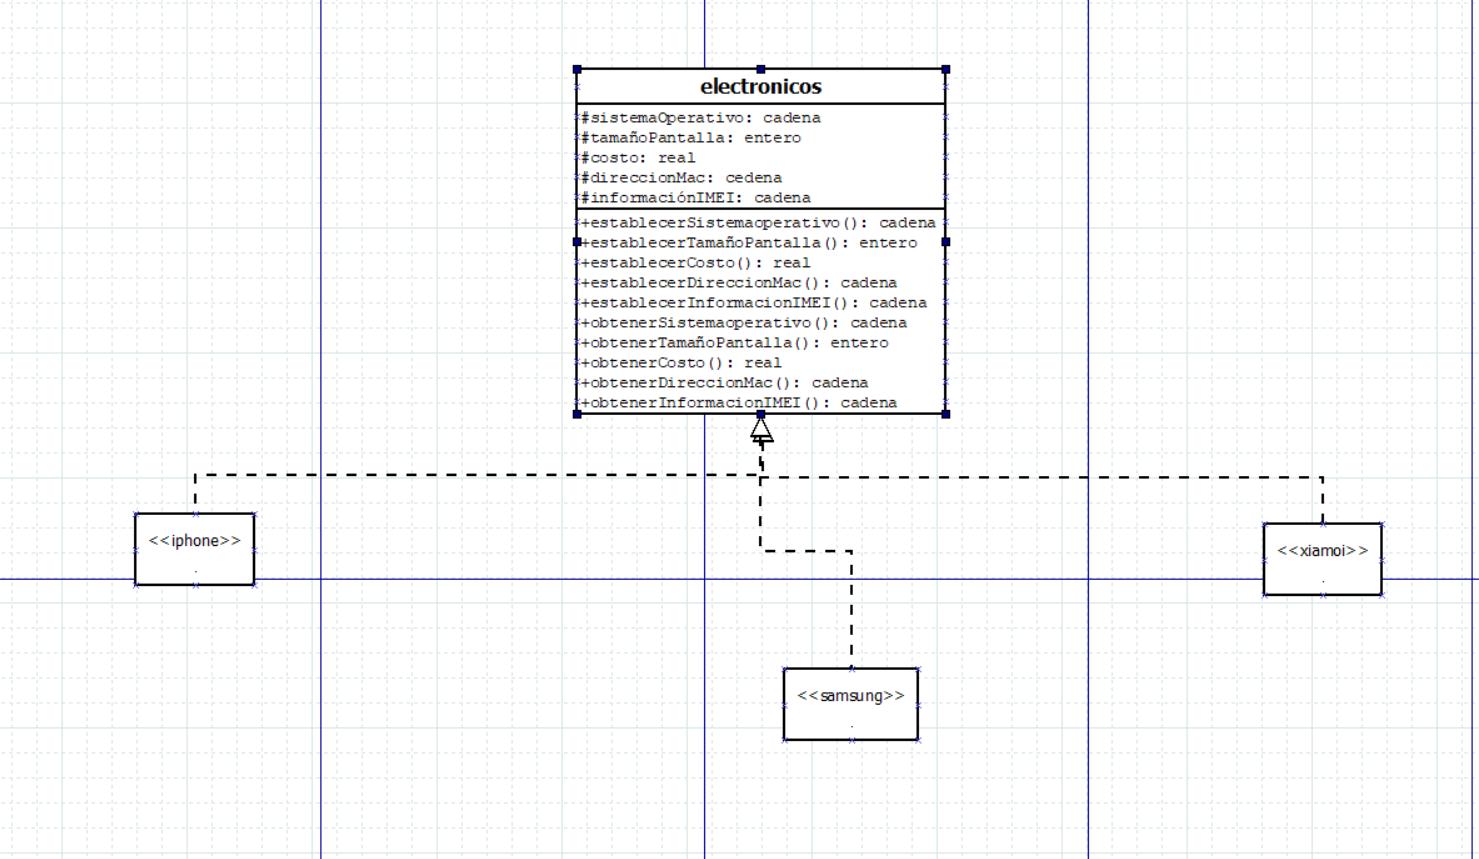 electronicos
#sistemaOperativo: cadena
#tamañoPantalla: entero
#costo: real
#direccionMac: cedena
#informaciónIMEI: cadena
+establecerSistemaoperativo(): cadena
+establecerTamañoPantalla(): entero
+establecerCosto(): real
+establecerDireccionMac(): cadena
+establecerInformacionIMEI(): cadena
+obtenerSistemaoperativo(): cadena
+obtenerTamañoPantalla(): entero
+obtenerCosto(): real
+obtenerDireccionMac(): cadena
+obtenerInformacionIMEI(): cadena
<<iphone>>
.
<<xiamoi>>
.
<<samsung>>
.